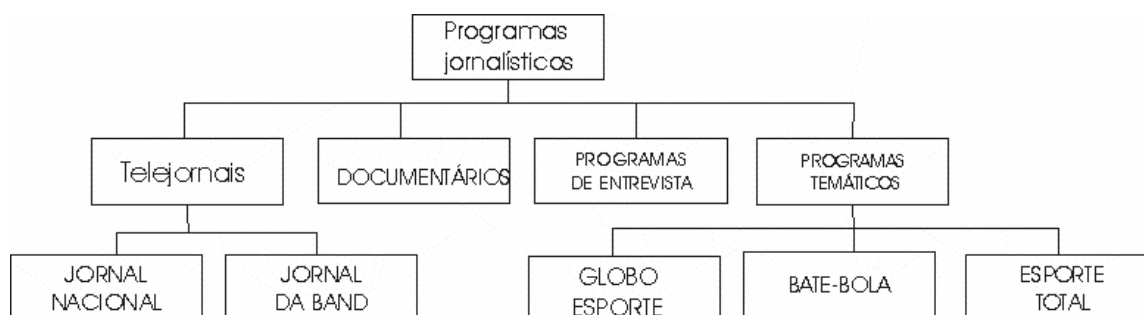 Programas
jornalísticos
Telejornais
DOCUMENTÁRIOS
PROGRAMAS
DE ENTREVISTA
PROGRAMAS
TEMÁTICOS
JORNAL
NACIONAL
JORNAL
DA BAND
GLOBO
ESPORTE
BATE-BOLA
ESPORTE
TOTAL